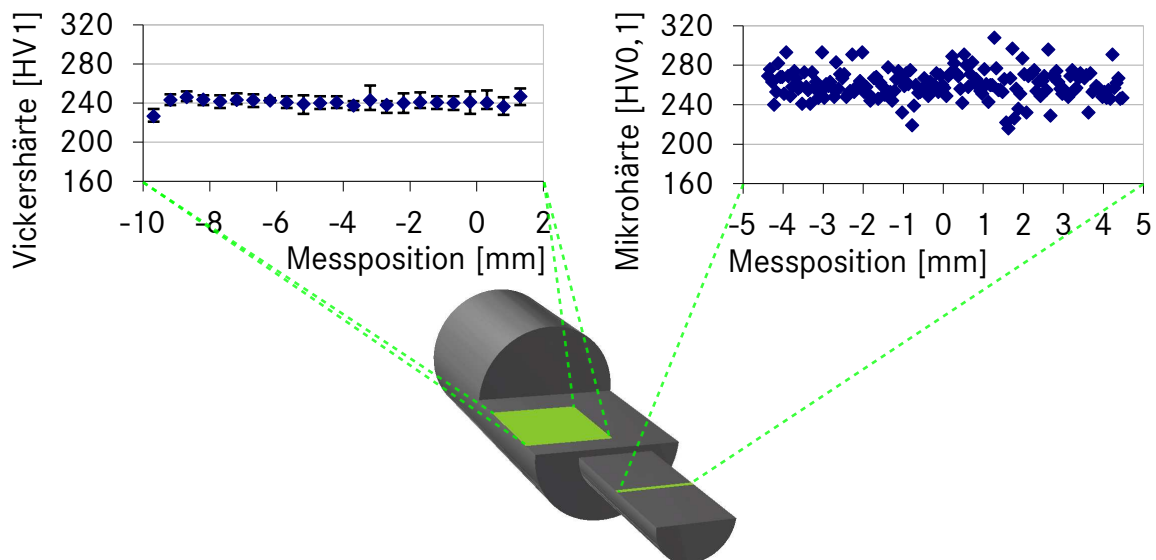 Vickershärte [HV1]
320
280
240
200
160
-10 -8 -6 -4 -2 0 2
Messposition [mm]
Mikrohärte [HV0,1]
320
280
240
200
160
-5 -4 -3 -2 -1 0 1 2 3 4 5
Messposition [mm]